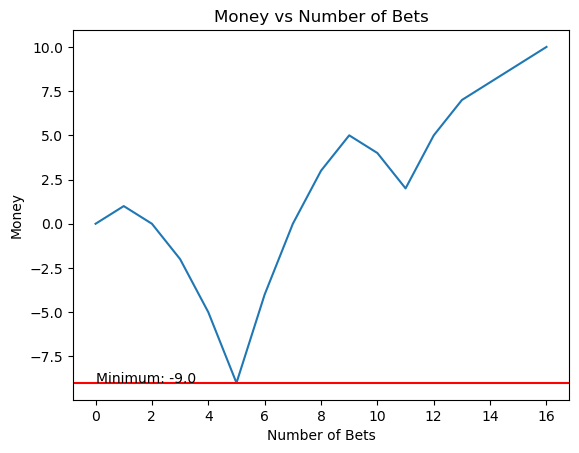 Money vs Number of Bets
10.0
7.5
5.0
2.5
0.0
−2.5
−5.0
−7.5
Money
Minimum: -9.0
0 2 4 6 8 10 12 14 16
Number of Bets